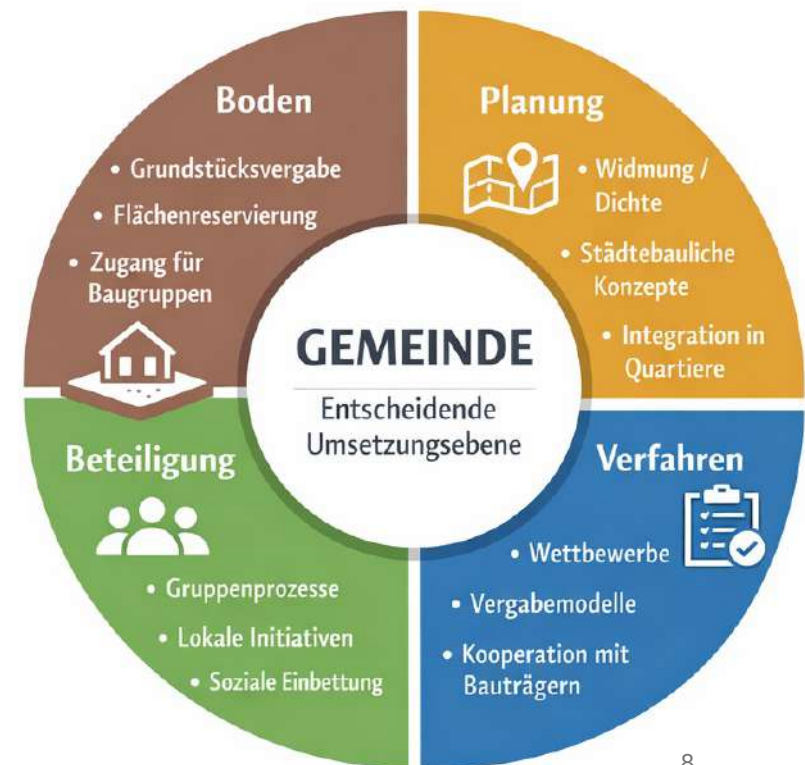 Boden
• Grundstücksvergabe
• Flächenreservierung
• Zugang für
Baugruppen
Planung
• Widmung /
Dichte
• Städtebauliche
Konzepte
• Integration in
Quartiere
GEMEINDE
Entscheidende
Umsetzungsebene
Beteiligung
• Gruppenprozesse
• Lokale Initiativen
• Soziale Einbettung
Verfahren
• Wettbewerbe
• Vergabemodelle
• Kooperation mit
Bauträgern
8